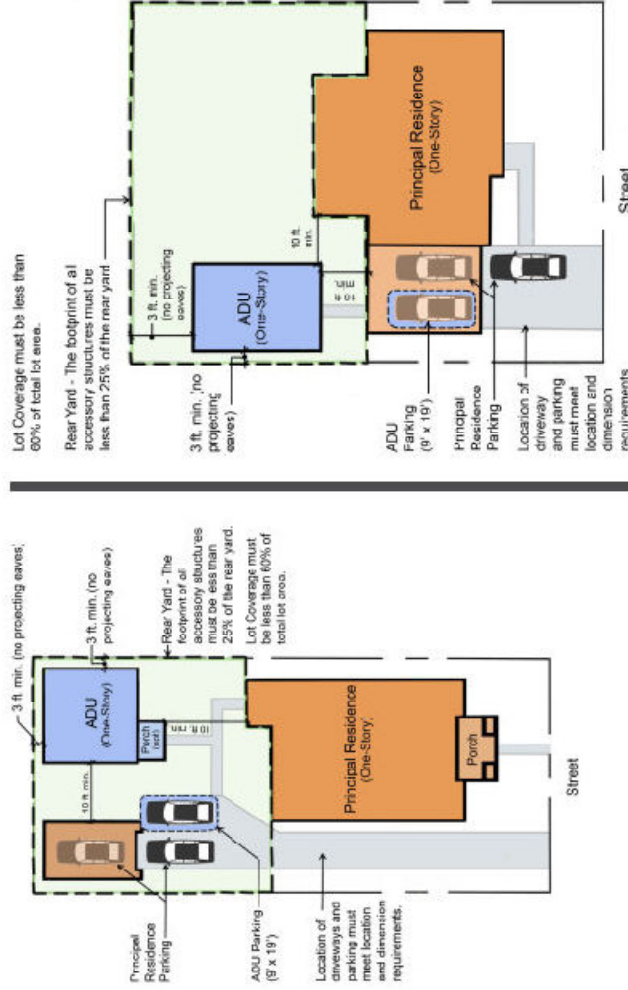 3 ft. min. (no projecting eaves)
3 ft. min. (no
projecting eaves)
ADU
(One-Story)
Porch
(opt)
10 ft. min.
10 ft. min.
Rear Yard - The
footprint of all
accessory structures
must be less than
25% of the rear yard.
Lot Coverage must
be less than 60% of
total lot area.
Principal
Residence
Parking
ADU Parking
(9' x 19')
Principal Residence
(One-Story)
Porch
Location of
driveways and
parking must
meet location
and dimension
requirements.
Street
Lot Coverage must be less than
60% of total lot area.
Rear Yard - The footprint of all
accessory structures must be
less than 25% of the rear yard
3 ft. min.
(no projecting
eaves)
ADU
(One-Story)
3 ft. min. (no
projecting
eaves)
10 ft.
min.
10 ft.
min.
Principal Residence
(One-Story)
ADU
Parking
(9' x 19')
Principal
Residence
Parking
Location of
driveway
and parking
must meet
location and
dimension
requirements
Street